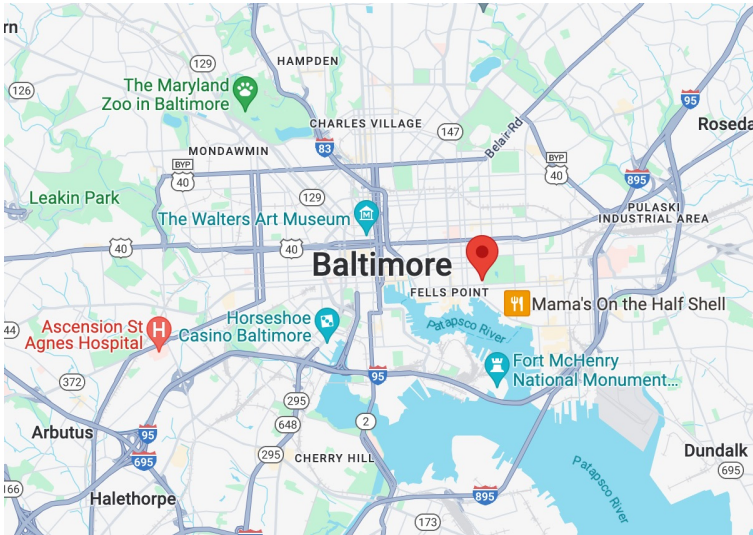 rn
HAMPDEN
129
The Maryland
Zoo in Baltimore
126
95
CHARLES VILLAGE
147
Belair Rd
Roseda
83
MONDAWMIN
BYP
40
BYP
40
895
Leakin Park
129
PULASKI
INDUSTRIAL AREA
The Walters Art Museum
40
40
Baltimore
FELLS POINT
Mama's On the Half Shell
44
Ascension St
Agnes Hospital
H
Horseshoe
Casino Baltimore
Patapsco River
Fort McHenry
National Monument...
372
95
295
2
648
Arbutus
95
695
295
CHERRY HILL
Dundalk
695
166
Halethorpe
895
Patapsco River
173